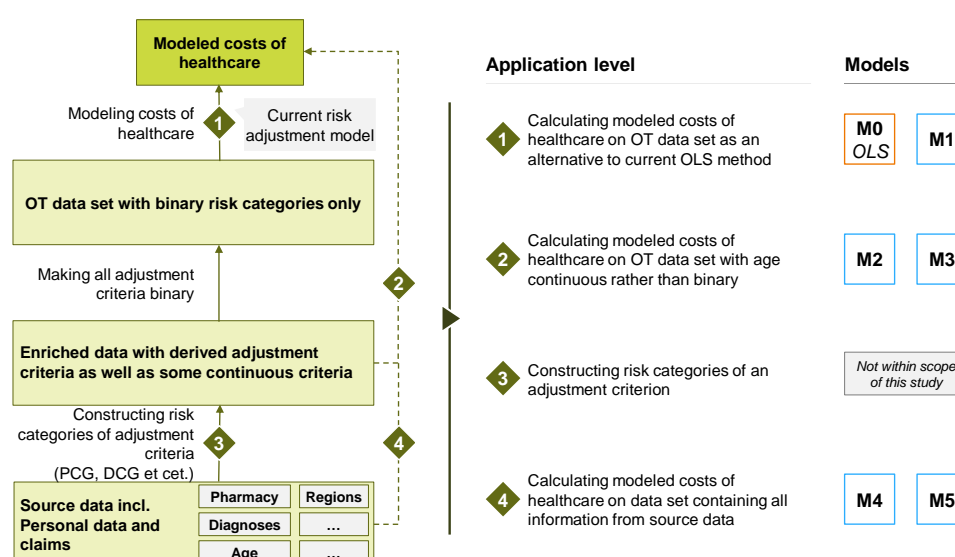 Modeled costs of
healthcare
Modeling costs of
healthcare
1
Current risk
adjustment model
OT data set with binary risk categories only
Making all adjustment
criteria binary
2
Enriched data with derived adjustment
criteria as well as some continuous criteria
Constructing risk
categories of adjustment
criteria
(PCG, DCG et cet.)
3
4
Source data incl.
Personal data and
claims
Pharmacy
Regions
Diagnoses
...
Age
...
Application level
Models
1
Calculating modeled costs of
healthcare on OT data set as an
alternative to current OLS method
M0
OLS
M1
2
Calculating modeled costs of
healthcare on OT data set with age
continuous rather than binary
M2
M3
3
Constructing risk categories of an
adjustment criterion
Not within scope
of this study
4
Calculating modeled costs of
healthcare on data set containing all
information from source data
M4
M5